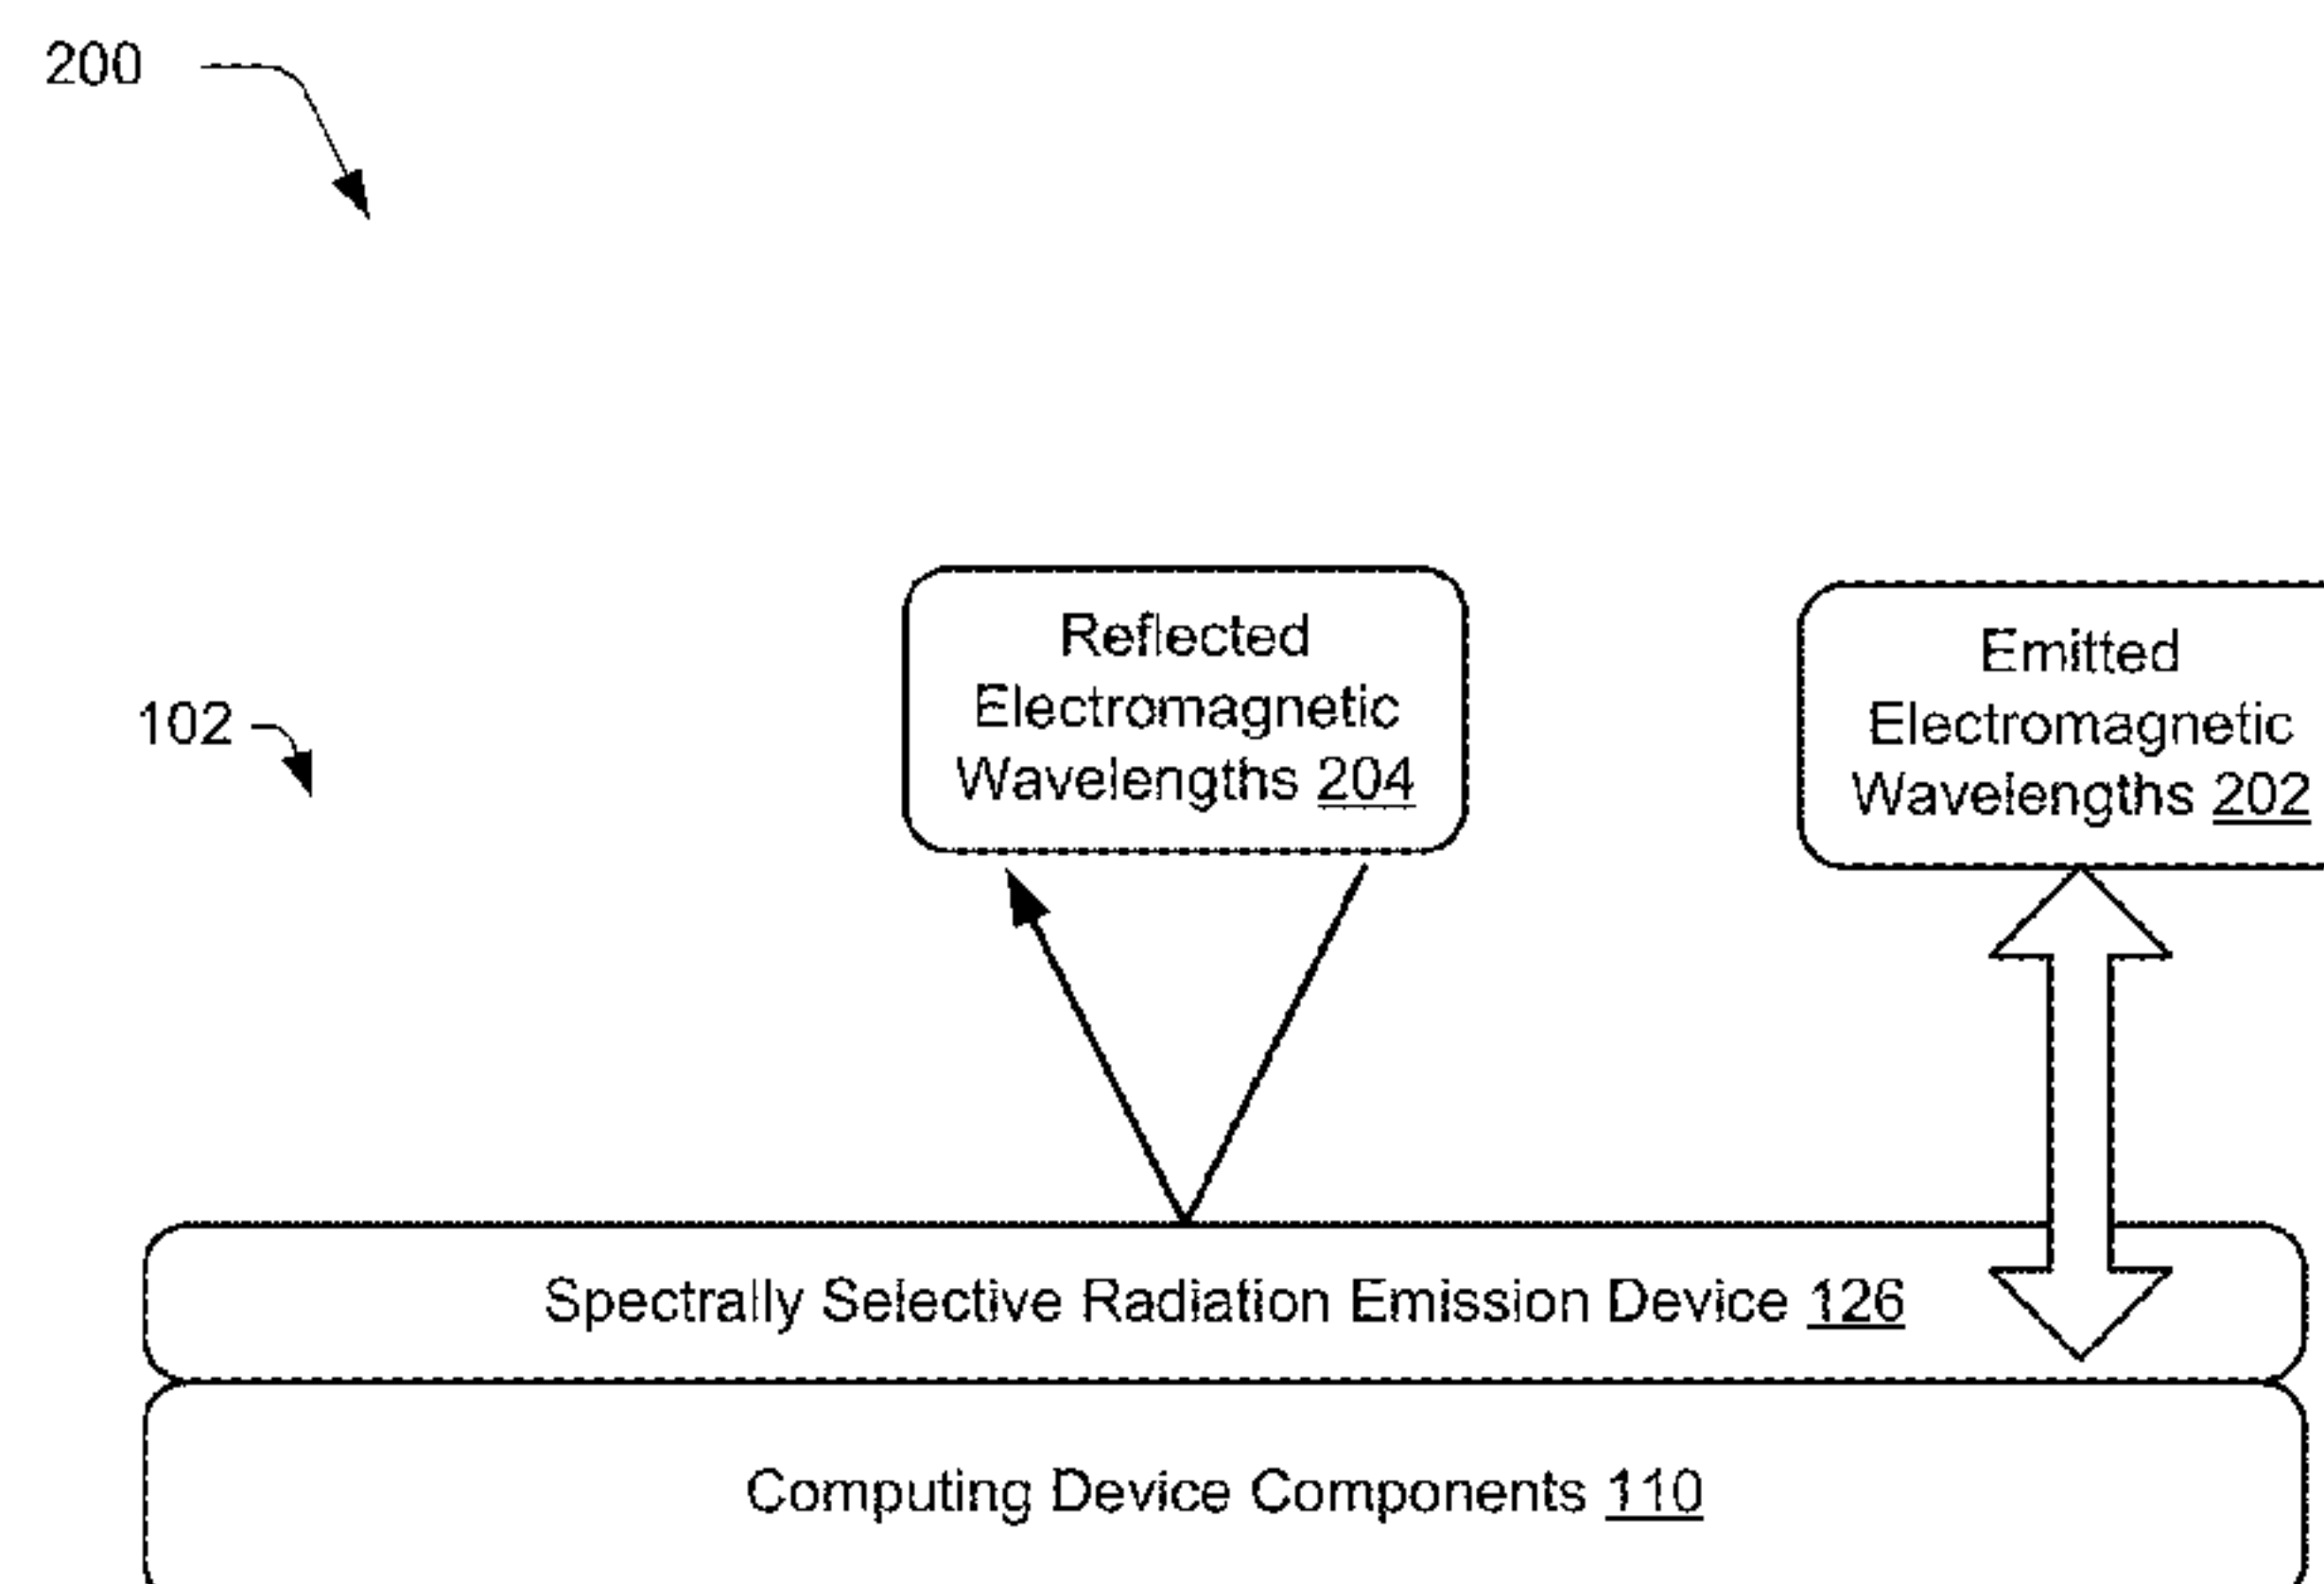 200
Reflected
Electromagnetic
Wavelengths 204
Emitted
Electromagnetic
Wavelengths 202
102
Spectrally Selective Radiation Emission Device 126
Computing Device Components 110